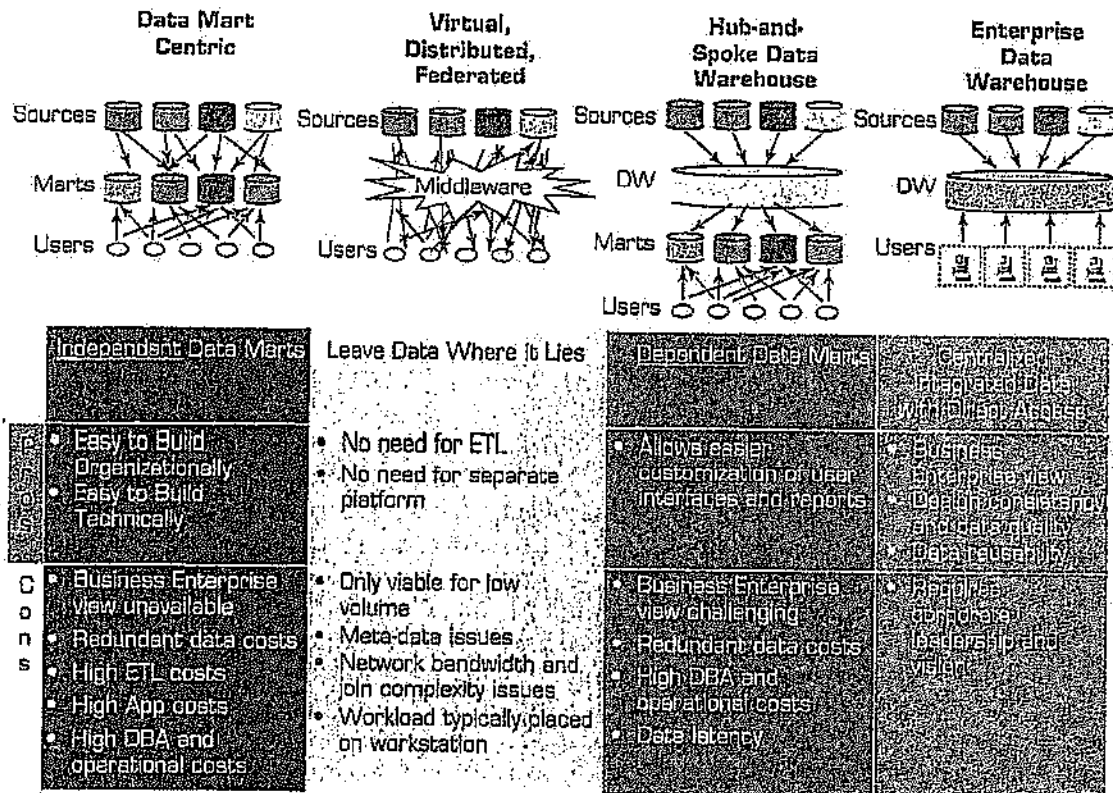 Data Mart
Centric
Virtual,
Distributed,
Federated
Hub-and-
Spoke Data
Warehouse
Enterprise
Data
Warehouse
Sources
Marts
Users
Sources
Middleware
Users
Sources
DW
Marts
Users
Sources
DW
Users
Independent Data Marts
Leave Data Where it Lies
Dependent Data Marts
Centralized
Integrated Data
with Direct Access
Pros
• Easy to Build
Organizationally
• Easy to Build
Technically
• No need for ETL
• No need for separate
platform
• Allows easier
customization of user
interfaces and reports
• Business
Enterprise view
• Design consistency
and data quality
• Data reusability
Cons
• Business Enterprise
view unavailable
• Redundant data costs
• High ETL costs
• High App costs
• High DBA and
operational costs
• Only viable for low
volume
• Meta-data issues
• Network bandwidth and
join complexity issues
• Workload typically placed
on workstation
• Business Enterprise
view challenging
• Redundant data costs
• High DBA and
operational costs
• Data latency
• Requires
corporate
leadership and
vision